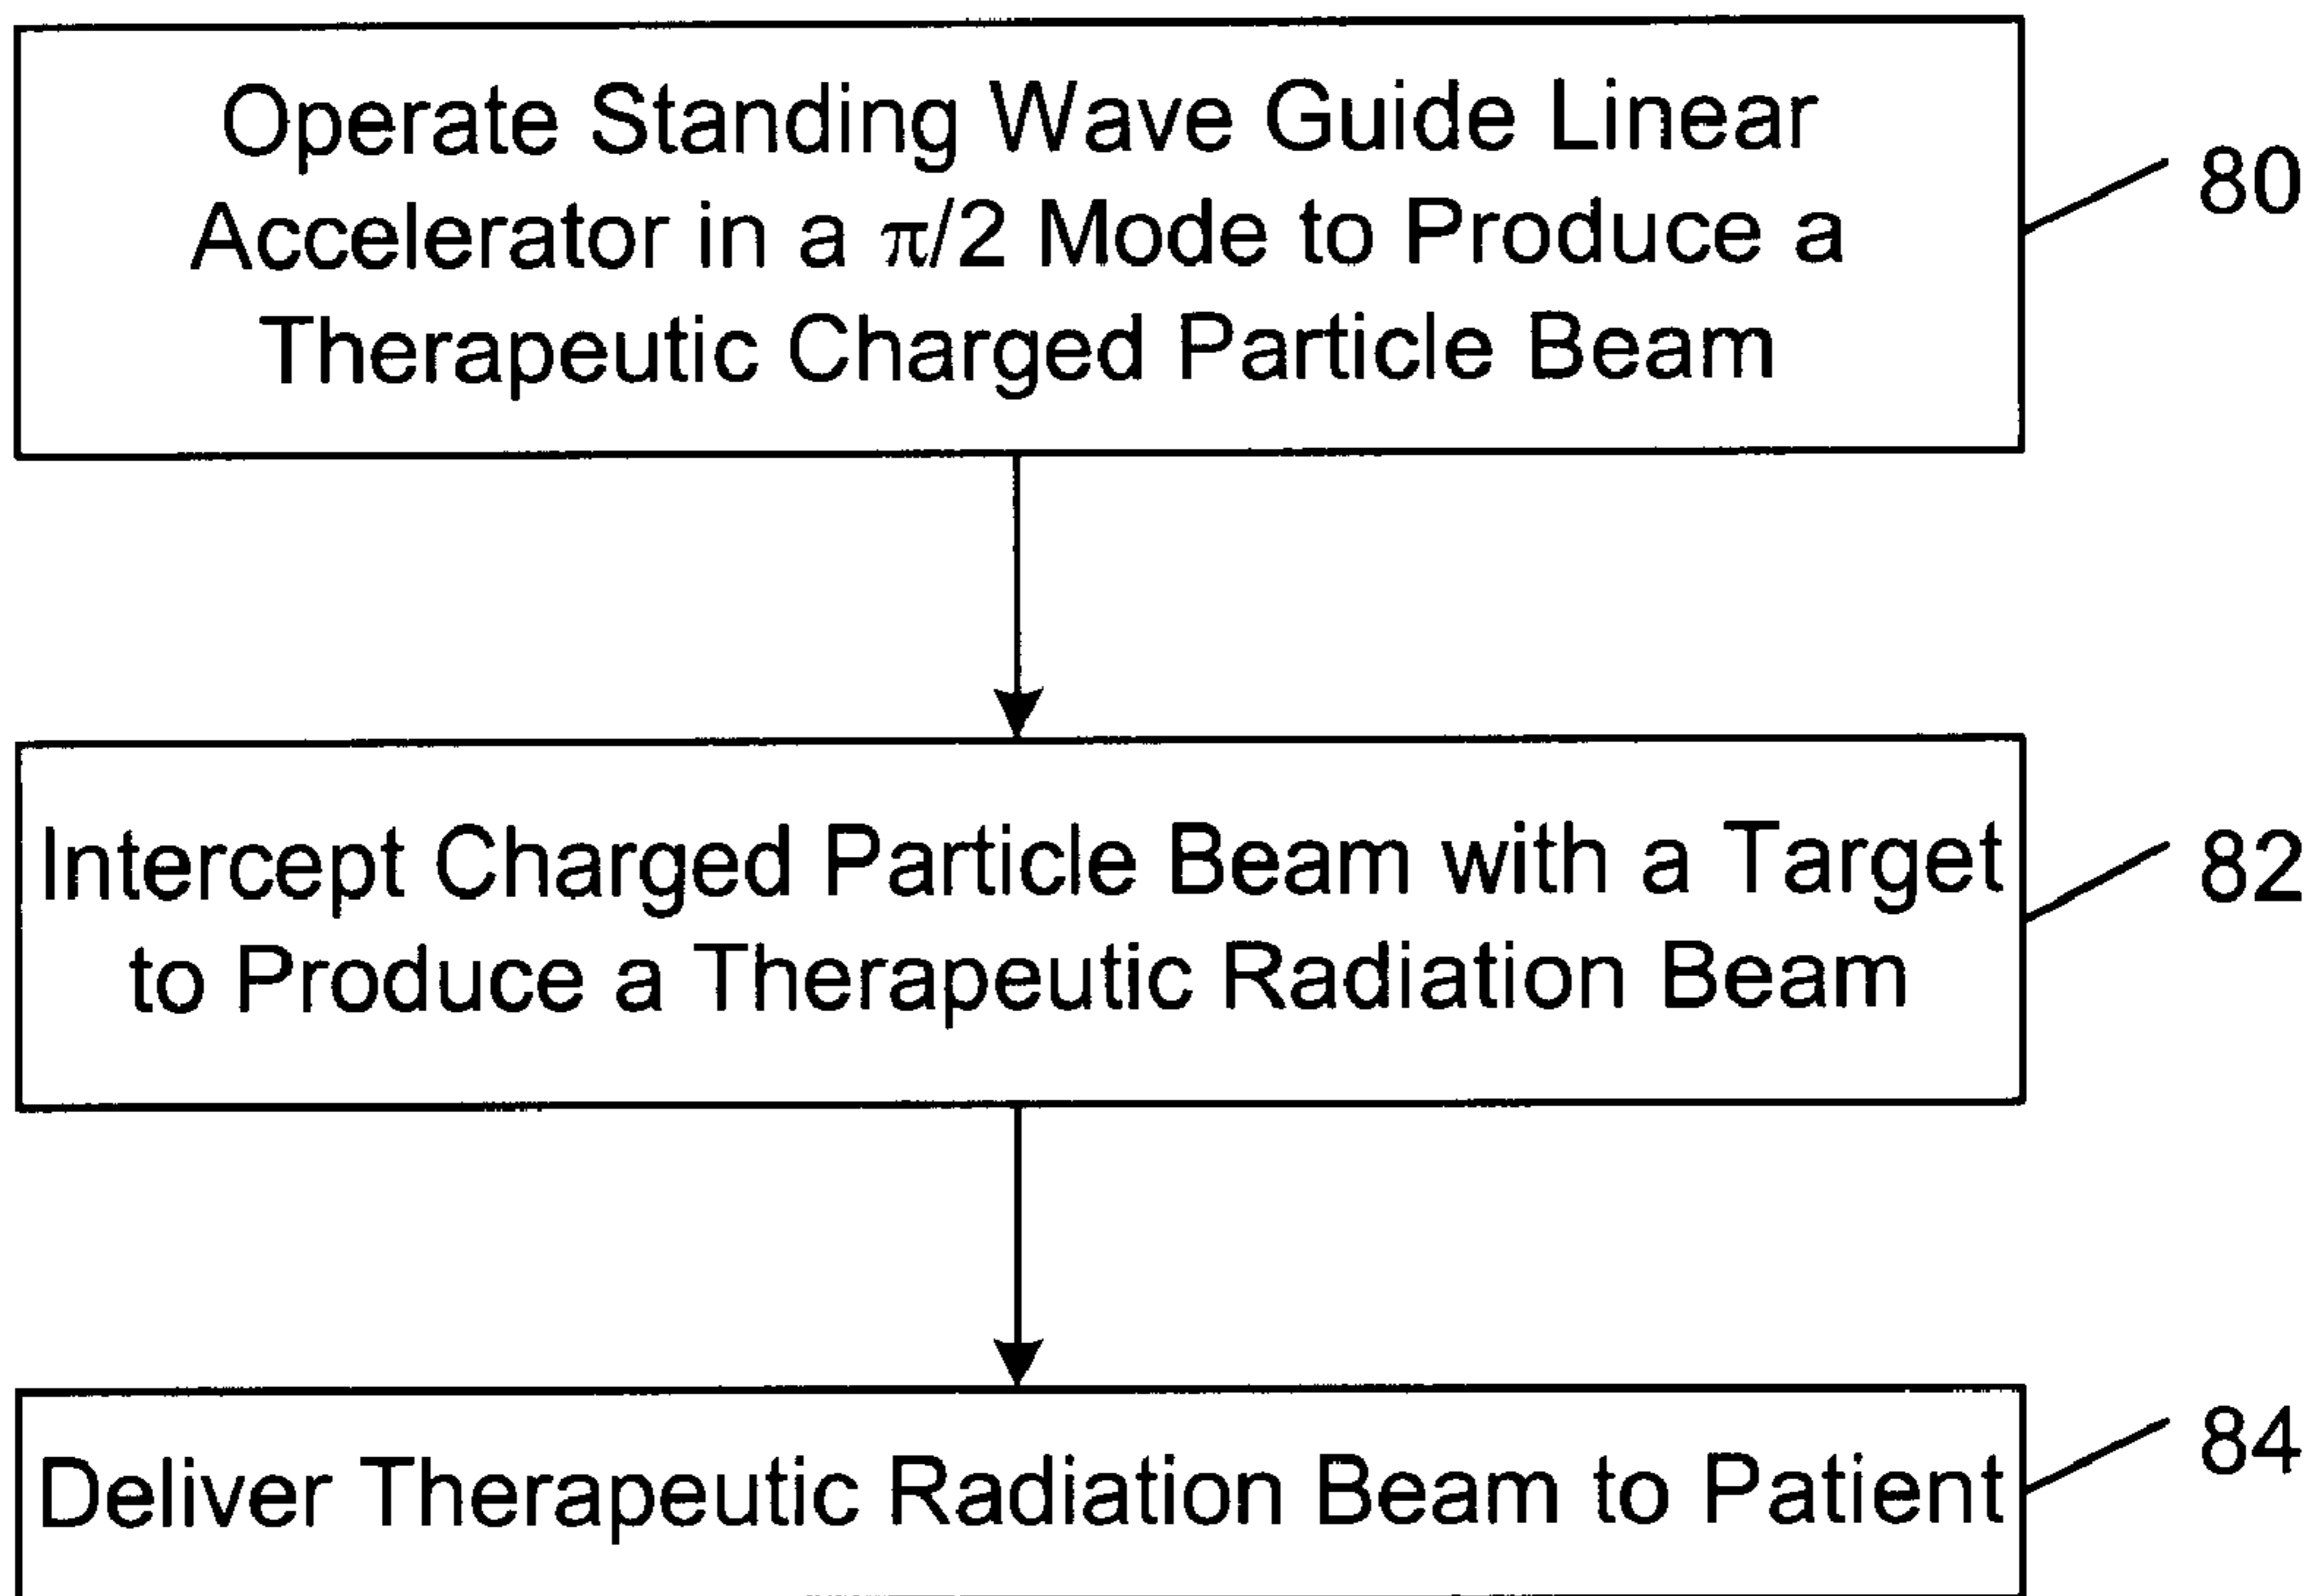 Operate Standing Wave Guide Linear
Accelerator in a π/2 Mode to Produce a
Therapeutic Charged Particle Beam
80
Intercept Charged Particle Beam with a Target
to Produce a Therapeutic Radiation Beam
82
Deliver Therapeutic Radiation Beam to Patient
84